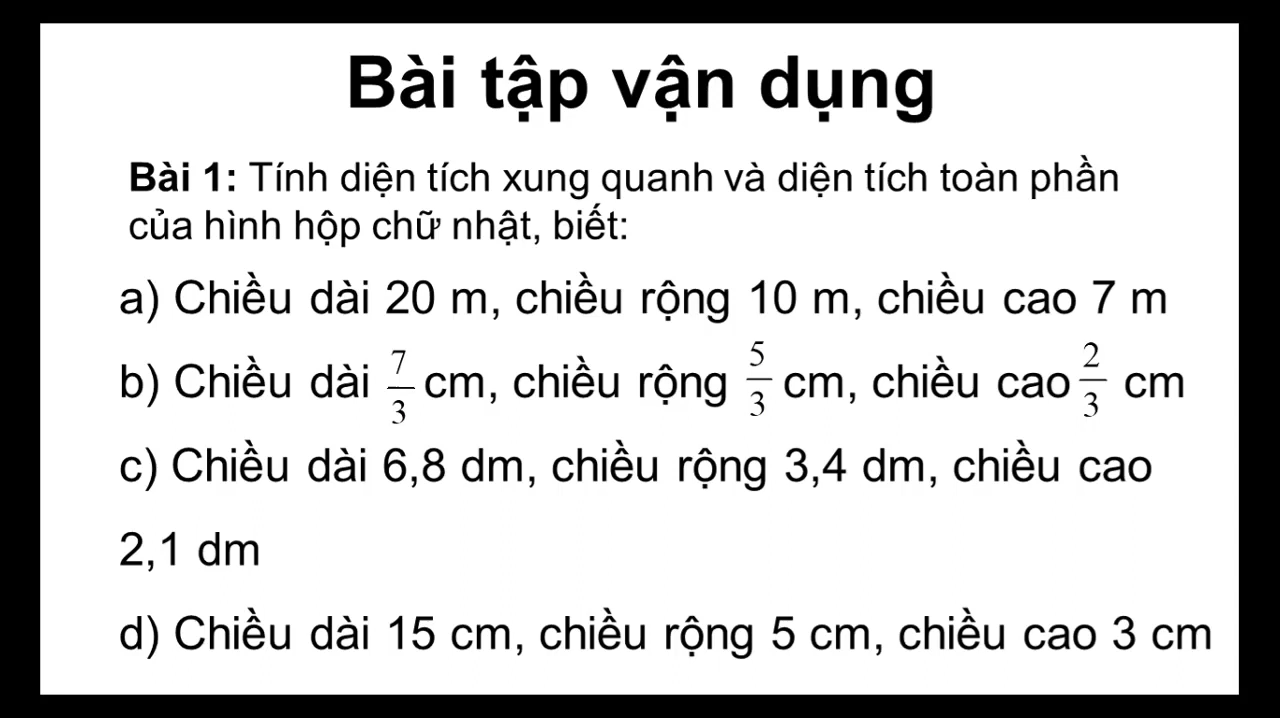 Bài tập vận dụng
Bài 1: Tính diện tích xung quanh và diện tích toàn phần
của hình hộp chữ nhật, biết:
a) Chiều dài 20 m, chiều rộng 10 m, chiều cao 7 m
b) Chiều dài 7/3 cm, chiều rộng 5/3 cm, chiều cao 2/3 cm
c) Chiều dài 6,8 dm, chiều rộng 3,4 dm, chiều cao
2,1 dm
d) Chiều dài 15 cm, chiều rộng 5 cm, chiều cao 3 cm